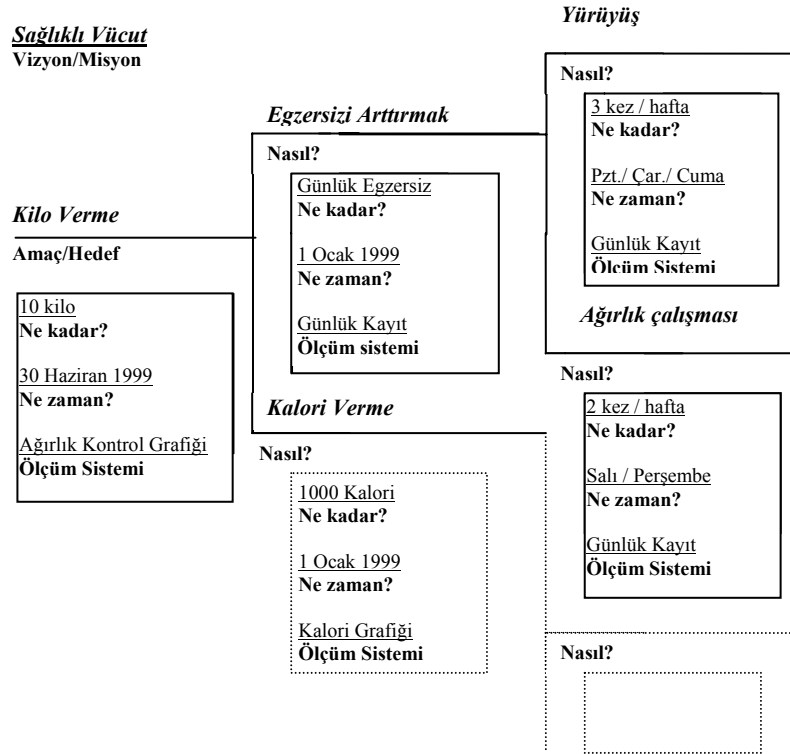 Sağlıklı Vücut
Vizyon/Misyon
Kilo Verme
Amaç/Hedef
10 kilo
Ne kadar?
30 Haziran 1999
Ne zaman?
Ağırlık Kontrol Grafiği
Ölçüm Sistemi
Egzersizi Arttırmak
Nasıl?
Günlük Egzersiz
Ne kadar?
1 Ocak 1999
Ne zaman?
Günlük Kayıt
Ölçüm sistemi
Kalori Verme
Nasıl?
1000 Kalori
Ne kadar?
1 Ocak 1999
Ne zaman?
Kalori Grafiği
Ölçüm Sistemi
Yürüyüş
Nasıl?
3 kez / hafta
Ne kadar?
Pzt./ Çar./ Cuma
Ne zaman?
Günlük Kayıt
Ölçüm Sistemi
Ağırlık çalışması
Nasıl?
2 kez / hafta
Ne kadar?
Salı / Perşembe
Ne zaman?
Günlük Kayıt
Ölçüm Sistemi
Nasıl?